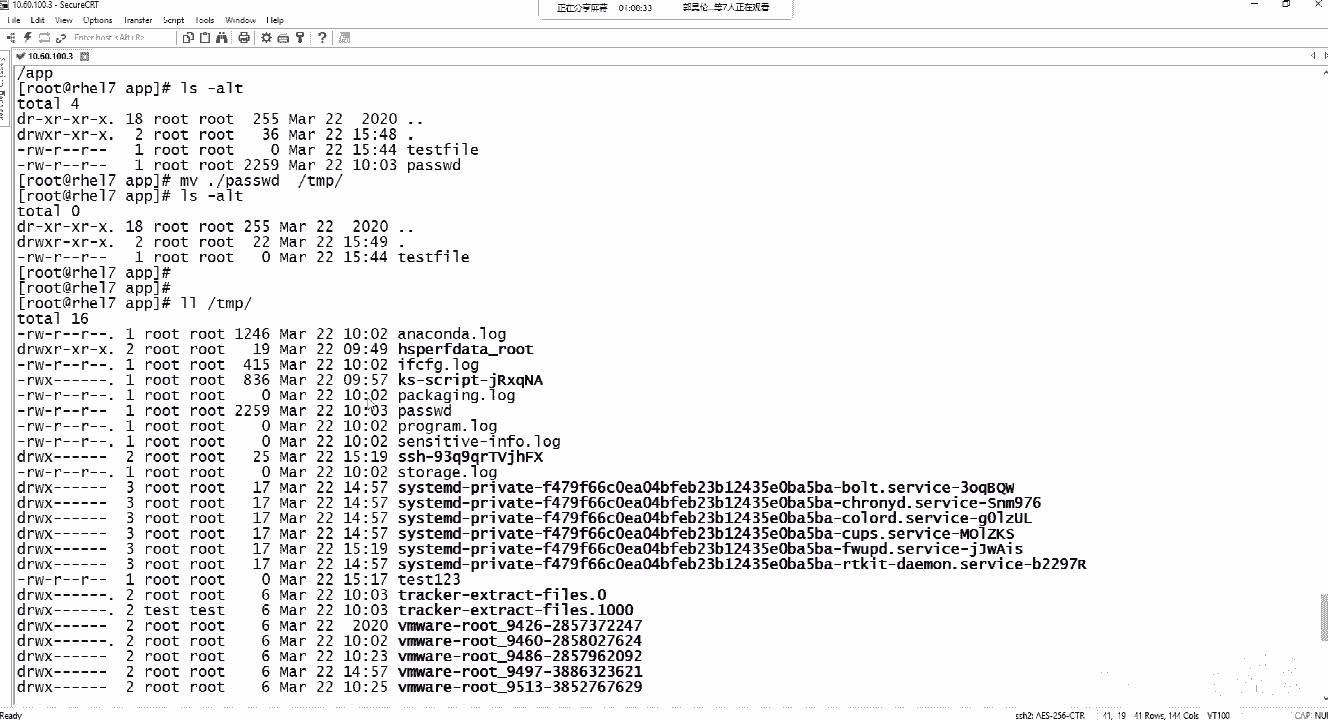 10.60.100.3 - SecureCRT
正在分享屏幕 01:08:33 等7人正在观看
File Edit View Options Transfer Script Tools Window Help
Enter host <Alt+R>
10.60.100.3
/app
[root@rhel7 app]# ls -alt
total 4
dr-xr-xr-x. 18 root root 255 Mar 22 2020 ..
drwxr-xr-x. 2 root root 36 Mar 22 15:48 .
-rw-r--r-- 1 root root 0 Mar 22 15:44 testfile
-rw-r--r-- 1 root root 2259 Mar 22 10:03 passwd
[root@rhel7 app]# mv ./passwd /tmp/
[root@rhel7 app]# ls -alt
total 0
dr-xr-xr-x. 18 root root 255 Mar 22 2020 ..
drwxr-xr-x. 2 root root 22 Mar 22 15:49 .
-rw-r--r-- 1 root root 0 Mar 22 15:44 testfile
[root@rhel7 app]#
[root@rhel7 app]#
[root@rhel7 app]# ll /tmp/
total 16
-rw-r--r--. 1 root root 1246 Mar 22 10:02 anaconda.log
drwxr-xr-x. 2 root root 19 Mar 22 09:49 hsperfdata_root
-rw-r--r--. 1 root root 415 Mar 22 10:02 ifcfg.log
-rwx------. 1 root root 836 Mar 22 09:57 ks-script-jRxqNA
-rw-r--r--. 1 root root 0 Mar 22 10:02 packaging.log
-rw-r--r-- 1 root root 2259 Mar 22 10:03 passwd
-rw-r--r--. 1 root root 0 Mar 22 10:02 program.log
-rw-r--r--. 1 root root 0 Mar 22 10:02 sensitive-info.log
drwx------ 2 root root 25 Mar 22 15:19 ssh-93q9qrTVjhFX
-rw-r--r--. 1 root root 0 Mar 22 10:02 storage.log
drwx------ 3 root root 17 Mar 22 14:57 systemd-private-f479f66c0ea04bfeb23b12435e0ba5ba-bolt.service-3oqBQW
drwx------ 3 root root 17 Mar 22 14:57 systemd-private-f479f66c0ea04bfeb23b12435e0ba5ba-chronyd.service-Snm976
drwx------ 3 root root 17 Mar 22 14:57 systemd-private-f479f66c0ea04bfeb23b12435e0ba5ba-colord.service-gOlzUL
drwx------ 3 root root 17 Mar 22 14:57 systemd-private-f479f66c0ea04bfeb23b12435e0ba5ba-cups.service-MOlZKS
drwx------ 3 root root 17 Mar 22 15:19 systemd-private-f479f66c0ea04bfeb23b12435e0ba5ba-fwupd.service-jJwAis
drwx------ 3 root root 17 Mar 22 14:57 systemd-private-f479f66c0ea04bfeb23b12435e0ba5ba-rtkit-daemon.service-b2297R
-rw-r--r-- 1 root root 0 Mar 22 15:17 test123
drwx------. 2 root root 6 Mar 22 10:03 tracker-extract-files.0
drwx------. 2 test test 6 Mar 22 10:03 tracker-extract-files.1000
drwx------ 2 root root 6 Mar 22 2020 vmware-root_9426-2857372247
drwx------. 2 root root 6 Mar 22 10:02 vmware-root_9460-2858027624
drwx------ 2 root root 6 Mar 22 10:23 vmware-root_9486-2857962092
drwx------ 2 root root 6 Mar 22 14:57 vmware-root_9497-3886323621
drwx------ 2 root root 6 Mar 22 10:25 vmware-root_9513-3852767629
Ready ssh2: AES-256-CTR 41, 19 41 Rows, 144 Cols VT100 CAP NUM